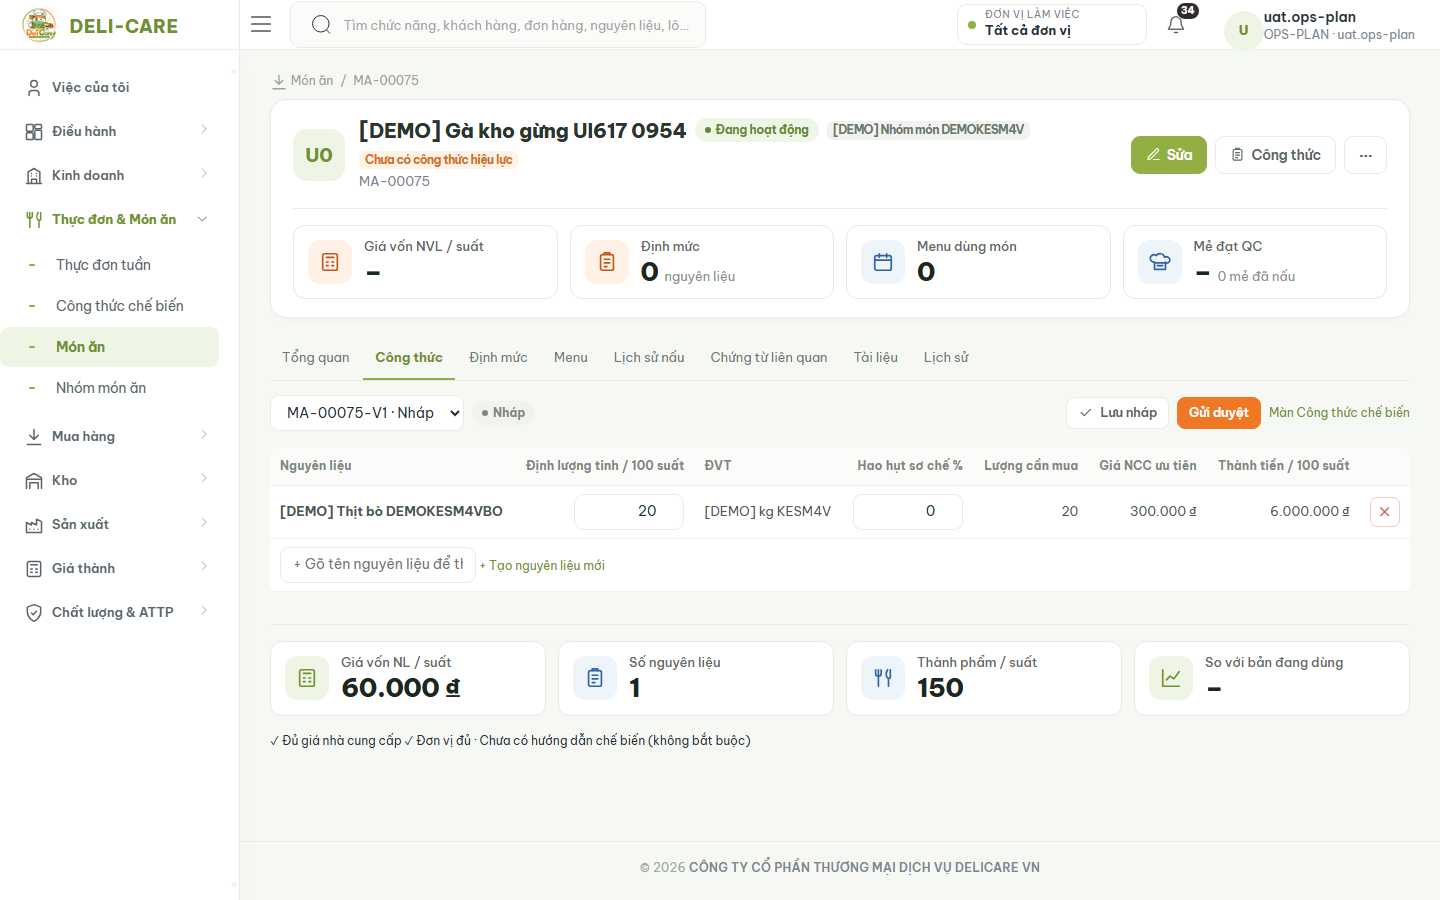 DELI-CARE
Tìm chức năng, khách hàng, đơn hàng, nguyên liệu, lô...
ĐƠN VỊ LÀM VIỆC
Tất cả đơn vị
34
U
uat.ops-plan
OPS-PLAN · uat.ops-plan
Việc của tôi
Điều hành
Kinh doanh
Thực đơn & Món ăn
Thực đơn tuần
Công thức chế biến
Món ăn
Nhóm món ăn
Mua hàng
Kho
Sản xuất
Giá thành
Chất lượng & ATTP
Món ăn / MA-00075
U0
[DEMO] Gà kho gừng UI617 0954
Đang hoạt động
[DEMO] Nhóm món DEMOKESM4V
Chưa có công thức hiệu lực
MA-00075
Sửa
Công thức
...
Giá vốn NVL / suất
–
Định mức
0 nguyên liệu
Menu dùng món
0
Mẻ đạt QC
– 0 mẻ đã nấu
Tổng quan Công thức Định mức Menu Lịch sử nấu Chứng từ liên quan Tài liệu Lịch sử
MA-00075-V1 · Nháp
Nháp
Lưu nháp
Gửi duyệt
Màn Công thức chế biến
Nguyên liệu Định lượng tinh / 100 suất ĐVT Hao hụt sơ chế % Lượng cần mua Giá NCC ưu tiên Thành tiền / 100 suất
[DEMO] Thịt bò DEMOKESM4VBO 20 [DEMO] kg KESM4V 0 20 300.000 ₫ 6.000.000 ₫
+ Gõ tên nguyên liệu để tl
+ Tạo nguyên liệu mới
Giá vốn NL / suất
60.000 ₫
Số nguyên liệu
1
Thành phẩm / suất
150
So với bản đang dùng
–
✓ Đủ giá nhà cung cấp ✓ Đơn vị đủ · Chưa có hướng dẫn chế biến (không bắt buộc)
© 2026 CÔNG TY CỔ PHẦN THƯƠNG MẠI DỊCH VỤ DELICARE VN